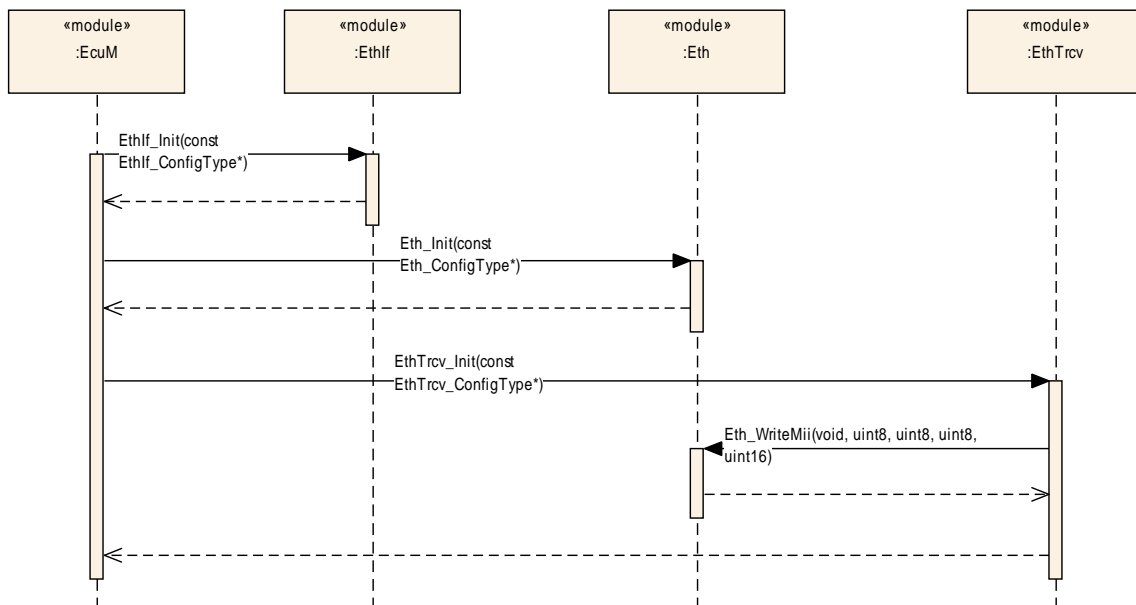 «module»
:EcuM
«module»
:EthIf
«module»
:Eth
«module»
:EthTrcv
EthIf_Init(const
EthIf_ConfigType*)
Eth_Init(const
Eth_ConfigType*)
EthTrcv_Init(const
EthTrcv_ConfigType*)
Eth_WriteMii(void, uint8, uint8, uint8,
uint16)